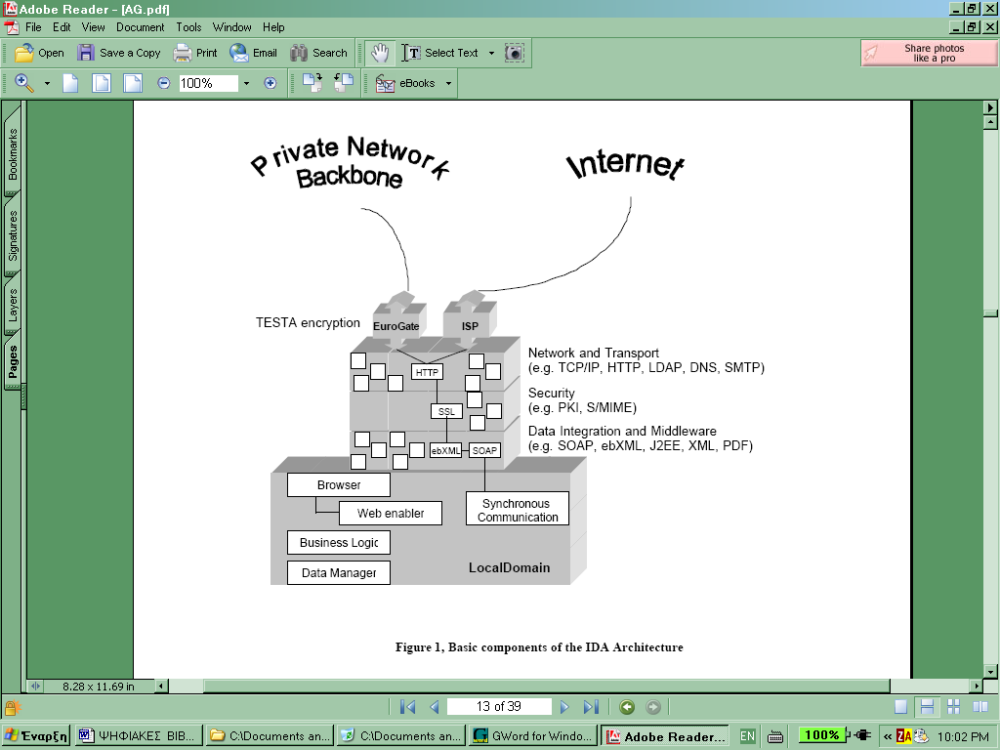 Adobe Reader - [AG.pdf]
File Edit View Document Tools Window Help
Open Save a Copy Print Email Search Select Text
Share photos
like a pro
100% eBooks
Bookmarks
Signatures
Layers
Pages
Private Network
Backbone
Internet
TESTA encryption
EuroGate
ISP
HTTP
SSL
ebXML
SOAP
Network and Transport
(e.g. TCP/IP, HTTP, LDAP, DNS, SMTP)
Security
(e.g. PKI, S/MIME)
Data Integration and Middleware
(e.g. SOAP, ebXML, J2EE, XML, PDF)
Browser
Web enabler
Synchronous
Communication
Business Logic
Data Manager
LocalDomain
Figure 1, Basic components of the IDA Architecture
8.28 x 11.69 in
13 of 39
Έναρξη ΨΗΦΙΑΚΕΣ ΒΙΒ... C:\Documents an... C:\Documents an... GWord for Windo... Adobe Reader... EN 100% « ZA 10:02 PM